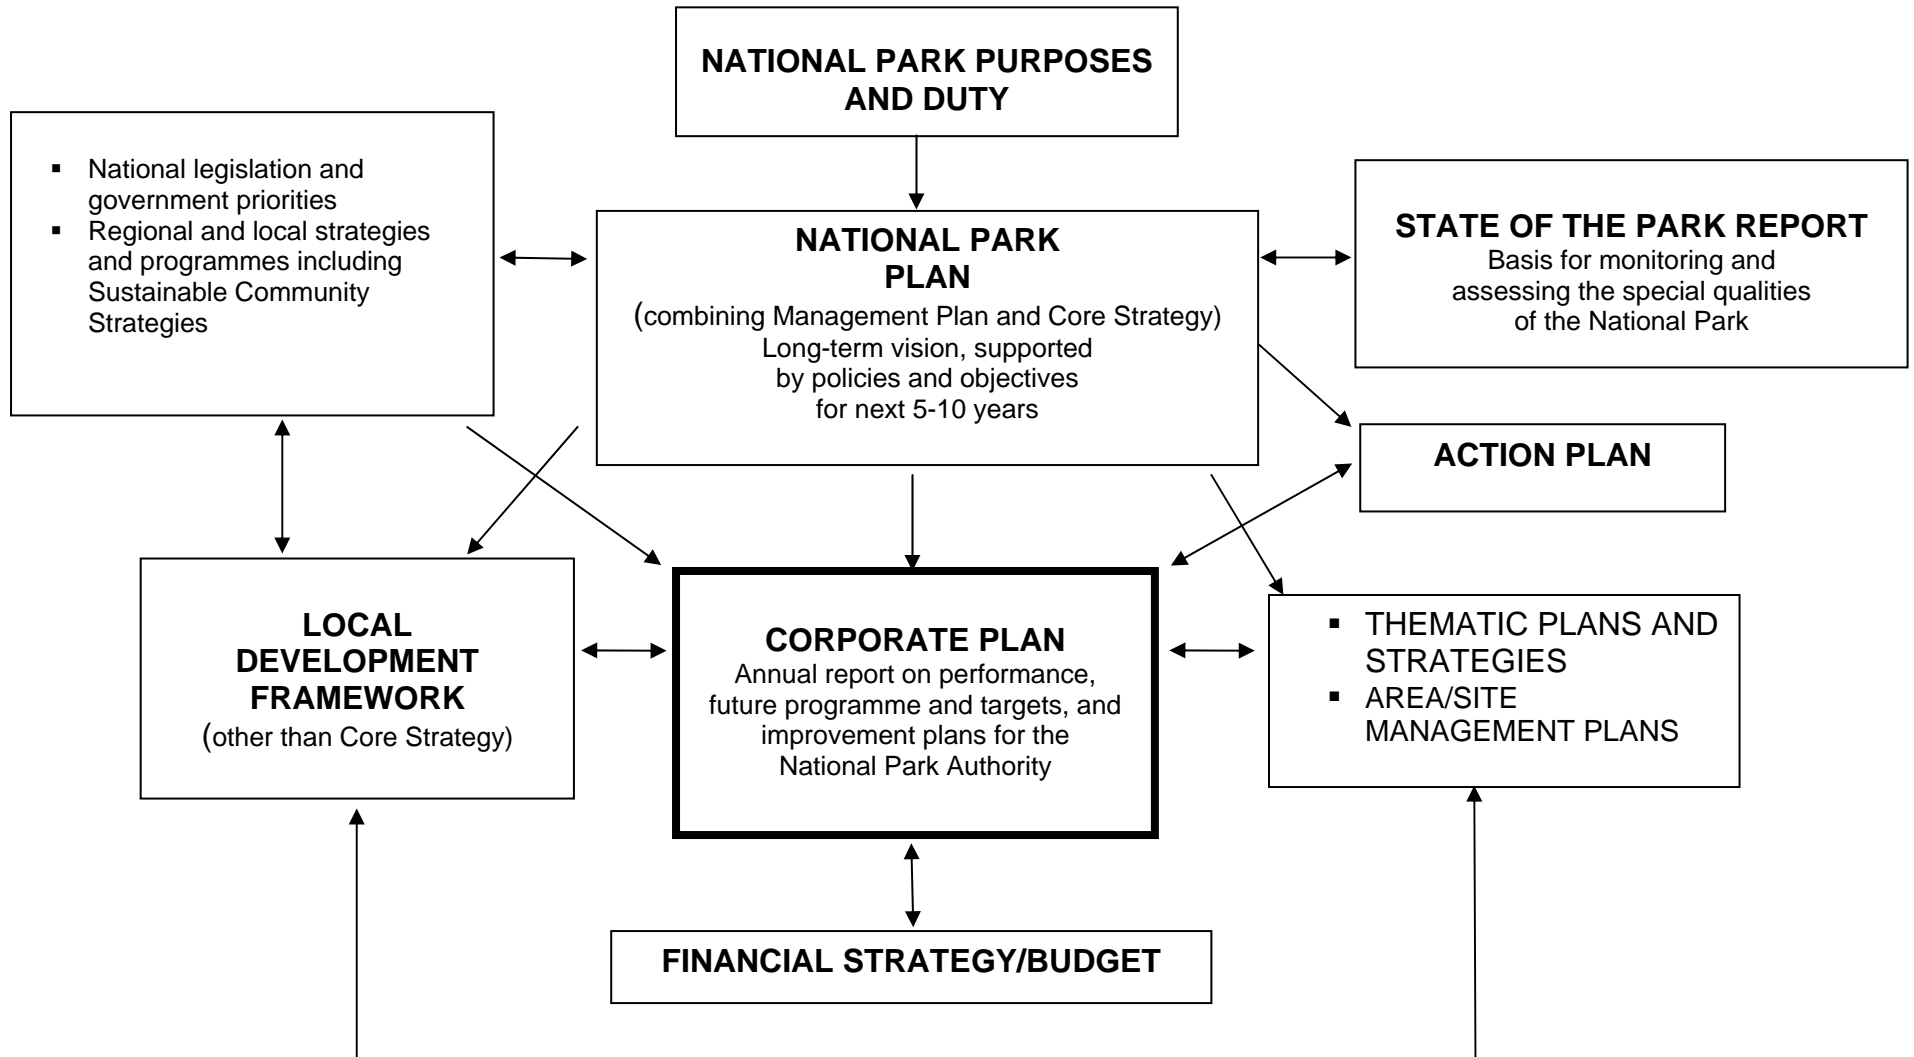 NATIONAL PARK PURPOSES
AND DUTY
▪ National legislation and
government priorities
▪ Regional and local strategies
and programmes including
Sustainable Community
Strategies
NATIONAL PARK
PLAN
(combining Management Plan and Core Strategy)
Long-term vision, supported
by policies and objectives
for next 5-10 years
STATE OF THE PARK REPORT
Basis for monitoring and
assessing the special qualities
of the National Park
ACTION PLAN
LOCAL
DEVELOPMENT
FRAMEWORK
(other than Core Strategy)
CORPORATE PLAN
Annual report on performance,
future programme and targets, and
improvement plans for the
National Park Authority
▪ THEMATIC PLANS AND
STRATEGIES
▪ AREA/SITE
MANAGEMENT PLANS
FINANCIAL STRATEGY/BUDGET